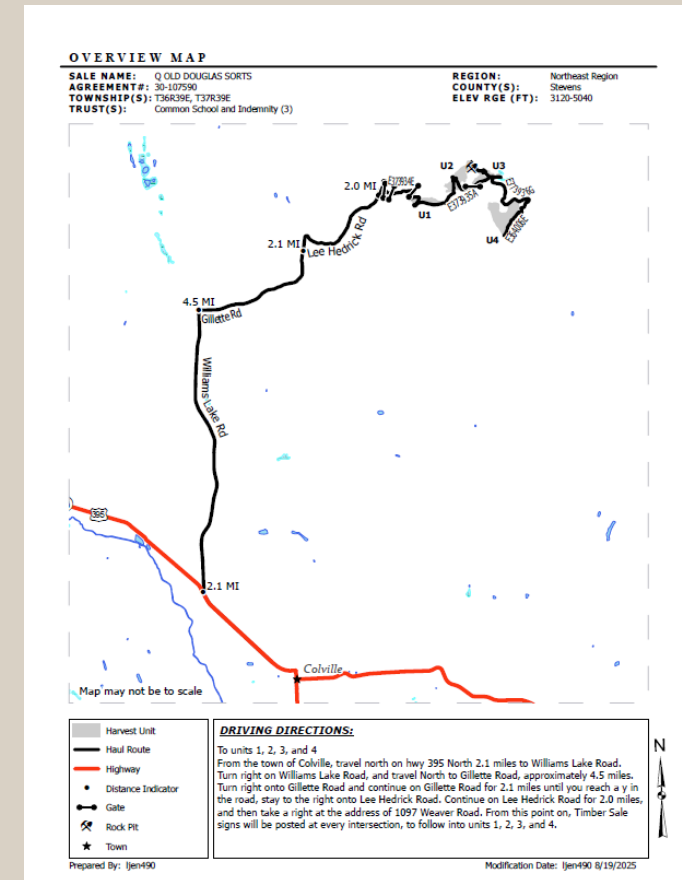 OVERVIEW MAP
SALE NAME: Q OLD DOUGLAS SORTS
AGREEMENT#: 30-107590
TOWNSHIP(S): T36R39E, T37R39E
TRUST(S): Common School and Indemnity (3)
REGION: Northeast Region
COUNTY(S): Stevens
ELEV RGE (FT): 3120-5040
U2
U3
2.0 MI
E373934E
E373935A
U1
U4
E364006E
2.1 MI
Lee Hedrick Rd
4.5 MI
Gillette Rd
Williams Lake Rd
395
2.1 MI
Colville
Map may not be to scale
Harvest Unit
Haul Route
Highway
Distance Indicator
Gate
Rock Pit
Town
DRIVING DIRECTIONS:
To units 1, 2, 3, and 4
From the town of Colville, travel north on hwy 395 North 2.1 miles to Williams Lake Road.
Turn right on Williams Lake Road, and travel North to Gillette Road, approximately 4.5 miles.
Turn right onto Gillette Road and continue on Gillette Road for 2.1 miles until you reach a y in
the road, stay to the right onto Lee Hedrick Road. Continue on Lee Hedrick Road for 2.0 miles,
and then take a right at the address of 1097 Weaver Road. From this point on, Timber Sale
signs will be posted at every intersection, to follow into units 1, 2, 3, and 4.
N
Prepared By: ljen490
Modification Date: ljen490 8/19/2025